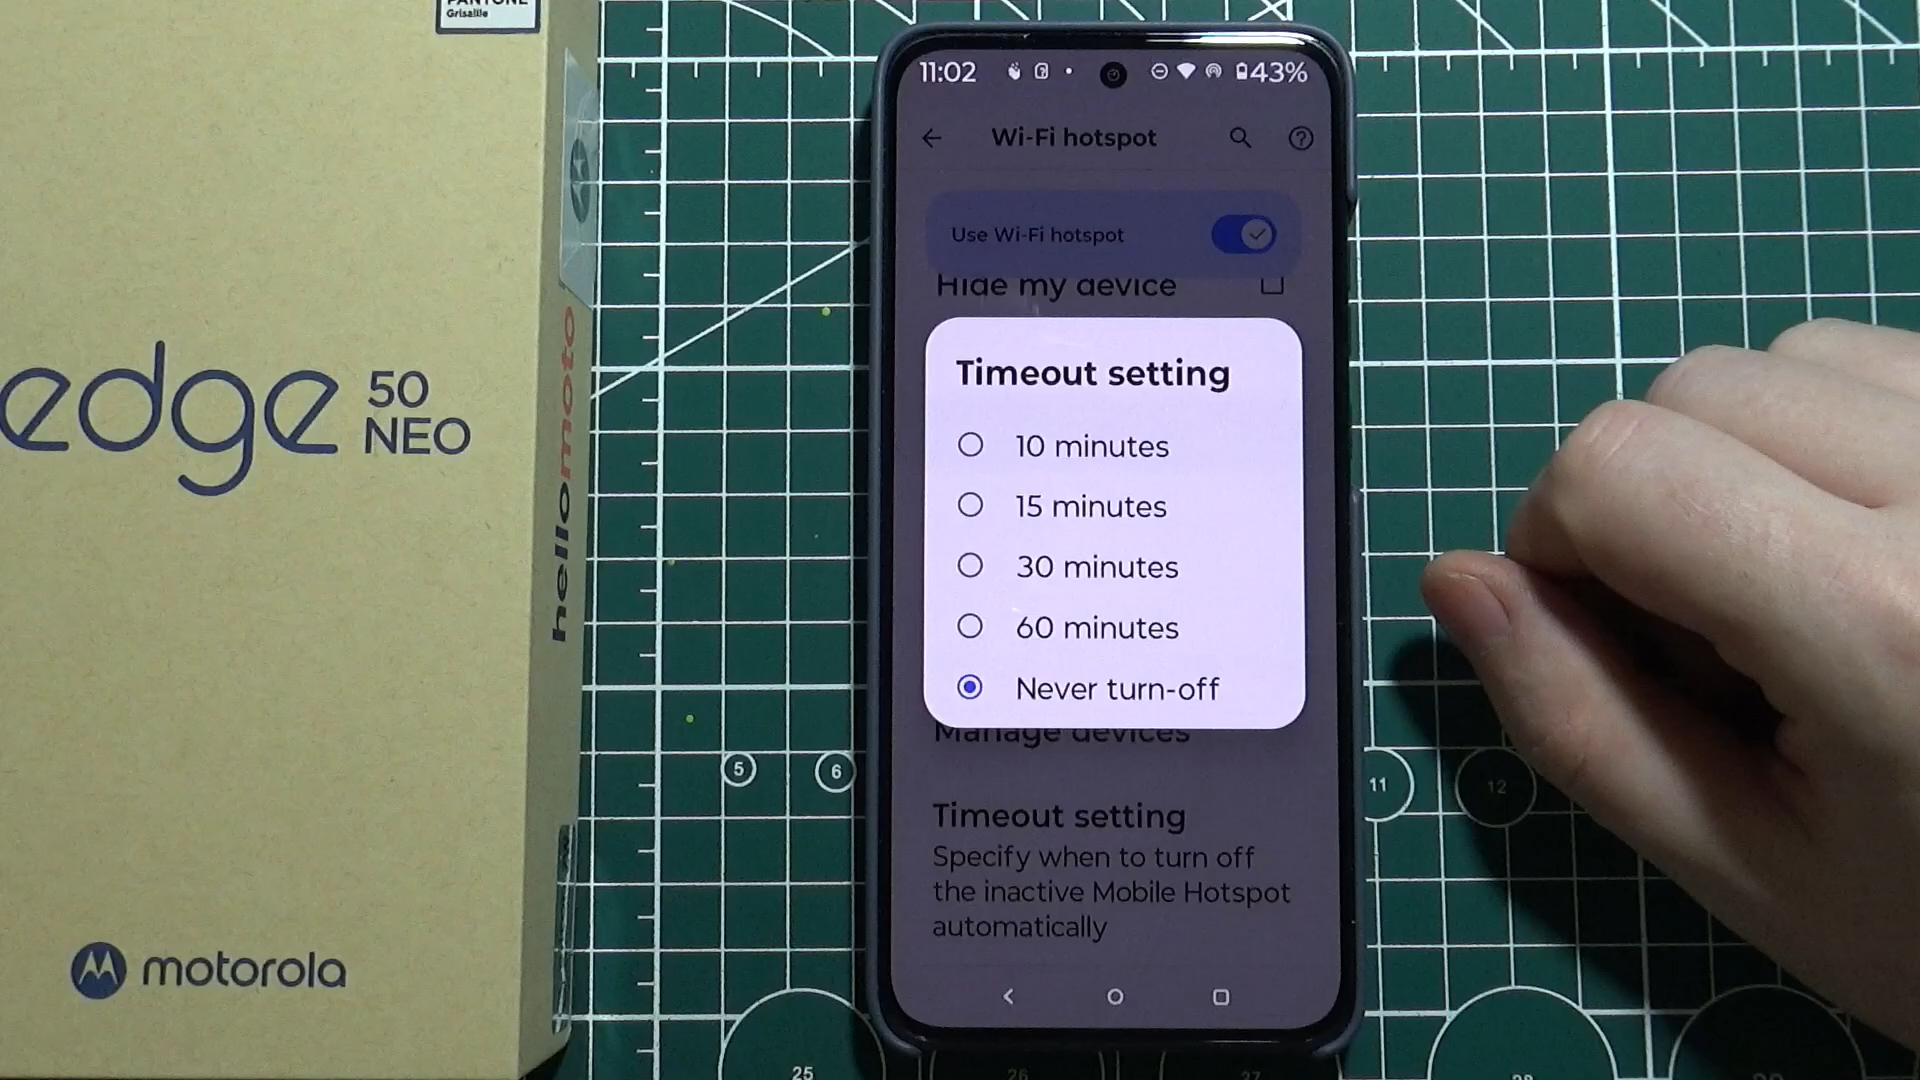 PANTONE
Grisaille
edge 50
NEO
hellomoto
motorola
11:02
43%
Wi-Fi hotspot
Use Wi-Fi hotspot
Hide my device
Timeout setting
10 minutes
15 minutes
30 minutes
60 minutes
Never turn-off
Manage devices
Timeout setting
Specify when to turn off
the inactive Mobile Hotspot
automatically
5
6
11
12
25
26
27